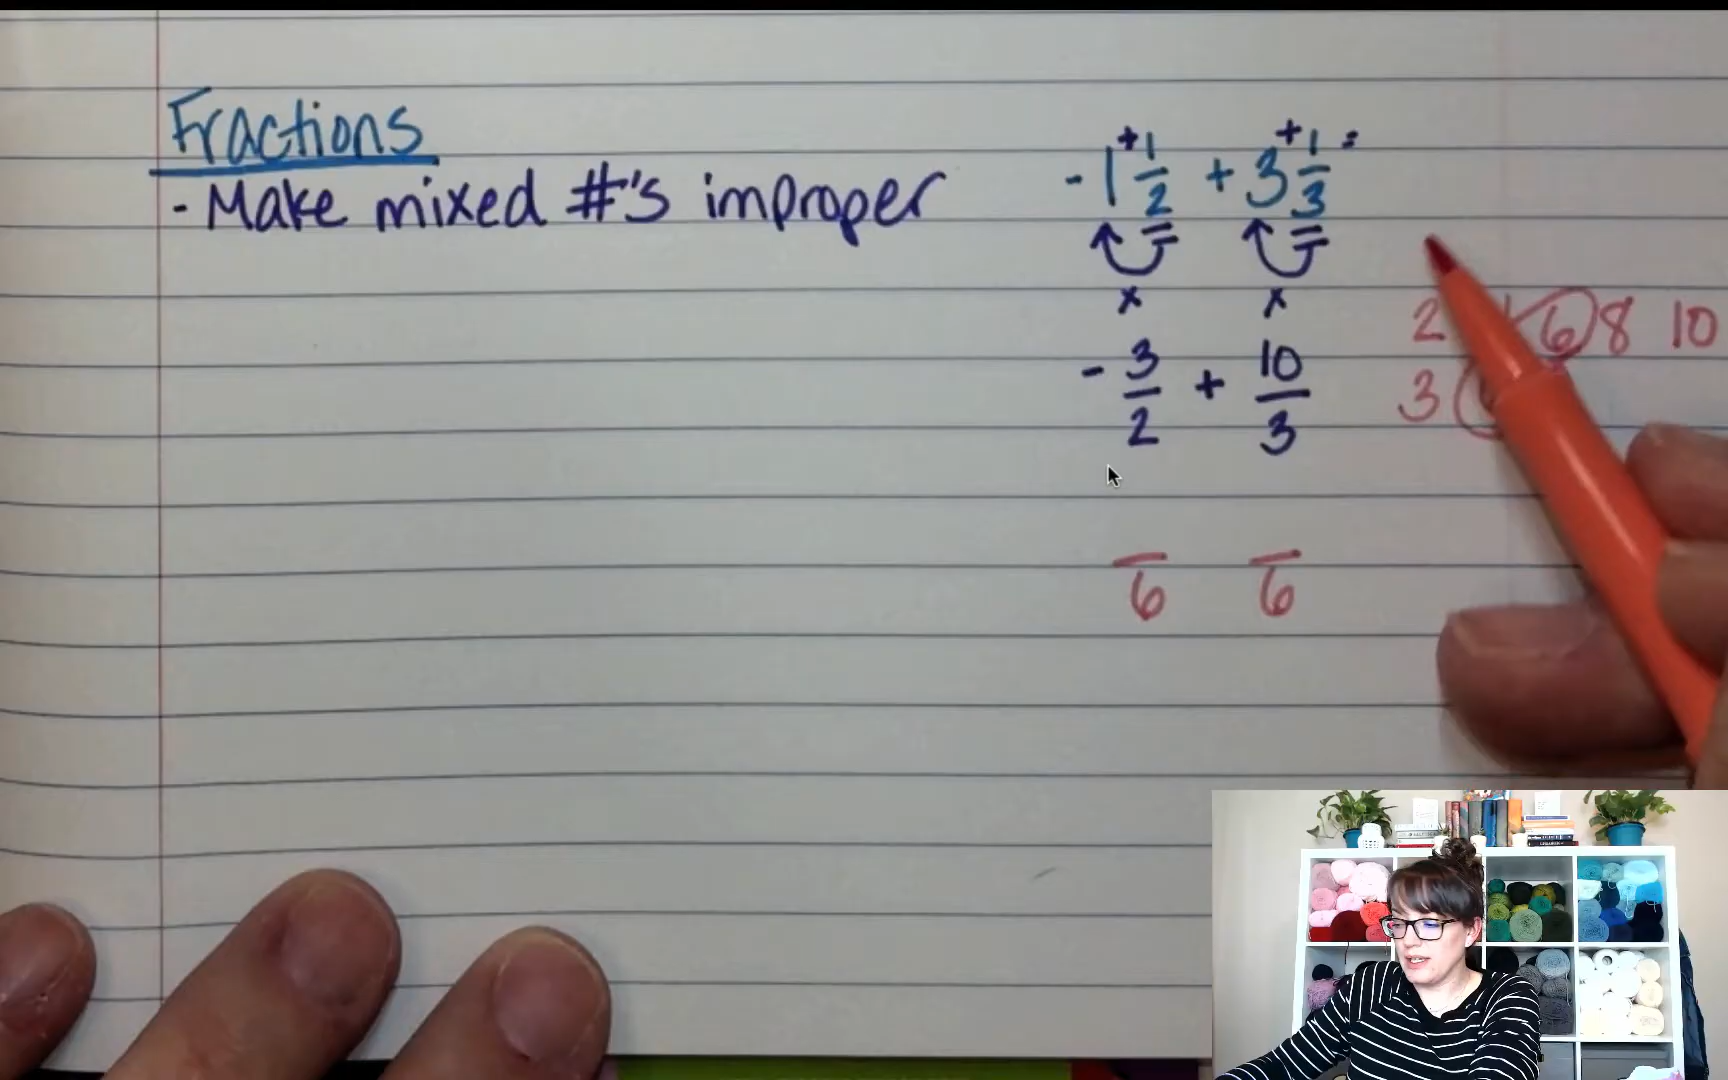 Fractions
- Make mixed #'s improper
- 1 + 1/2 + 3 + 1/3 =
x x
- 3/2 + 10/3
2 6 8 10
3
/6 /6